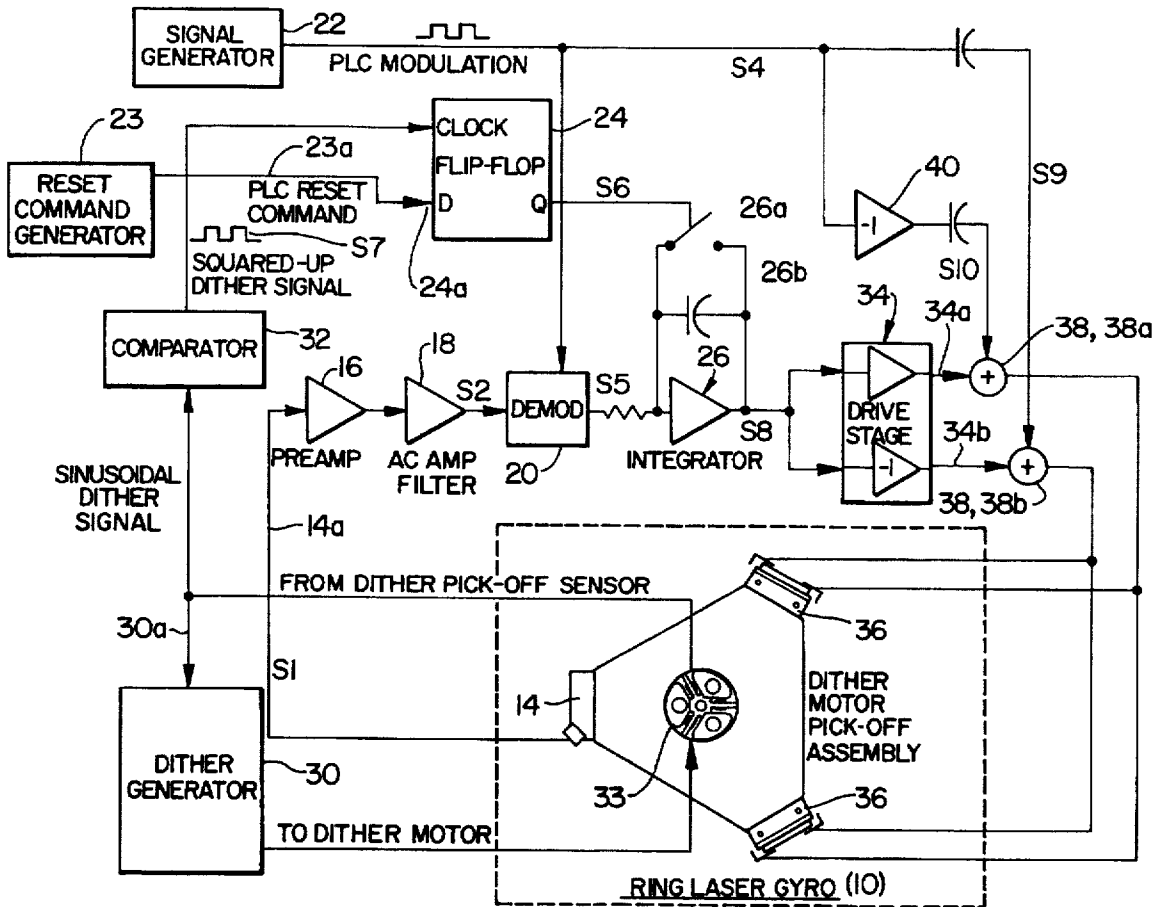 SIGNAL
GENERATOR
22
PLC MODULATION
S4
23
RESET
COMMAND
GENERATOR
23a
PLC RESET
COMMAND
CLOCK
FLIP-FLOP
D
Q
24
24a
S6
S7
SQUARED-UP
DITHER SIGNAL
26a
26b
40
-1
S9
S10
COMPARATOR
32
16
PREAMP
18
AC AMP
FILTER
S2
DEMOD
20
S5
26
INTEGRATOR
S8
34
34a
DRIVE
STAGE
-1
34b
+
38, 38a
+
38, 38b
SINUSOIDAL
DITHER
SIGNAL
14a
FROM DITHER PICK-OFF SENSOR
30a
S1
14
33
36
DITHER
MOTOR
PICK-OFF
ASSEMBLY
36
DITHER
GENERATOR
30
TO DITHER MOTOR
RING LASER GYRO (10)